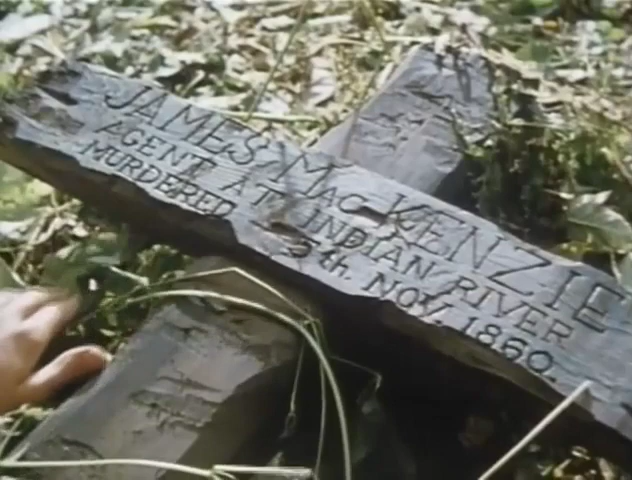 JAMES MACKENZIE
AGENT AT INDIAN RIVER
MURDERED 5th NOV. 1860.